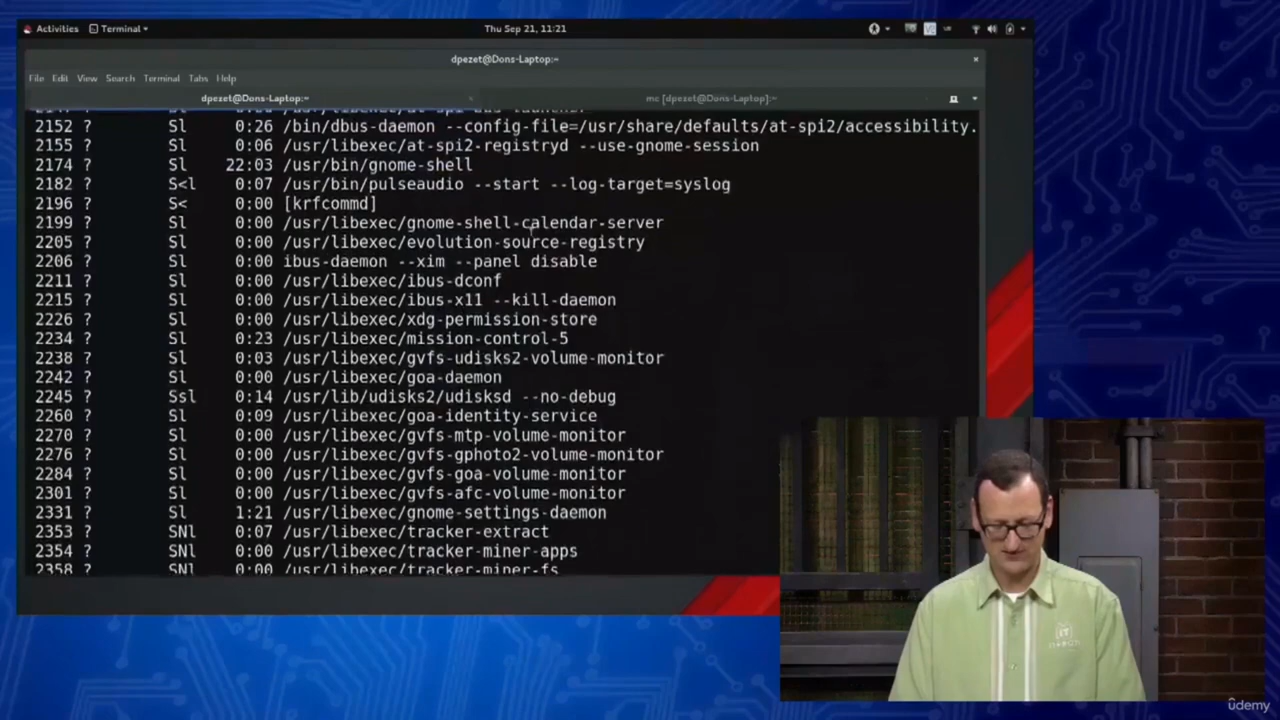 Activities Terminal Thu Sep 21, 11:21
dpezet@Dons-Laptop:~
File Edit View Search Terminal Tabs Help
dpezet@Dons-Laptop:~ mc [dpezet@Dons-Laptop]:~
2152 ? Sl 0:26 /bin/dbus-daemon --config-file=/usr/share/defaults/at-spi2/accessibility.
2155 ? Sl 0:06 /usr/libexec/at-spi2-registryd --use-gnome-session
2174 ? Sl 22:03 /usr/bin/gnome-shell
2182 ? S<l 0:07 /usr/bin/pulseaudio --start --log-target=syslog
2196 ? S< 0:00 [krfcommd]
2199 ? Sl 0:00 /usr/libexec/gnome-shell-calendar-server
2205 ? Sl 0:00 /usr/libexec/evolution-source-registry
2206 ? Sl 0:00 ibus-daemon --xim --panel disable
2211 ? Sl 0:00 /usr/libexec/ibus-dconf
2215 ? Sl 0:00 /usr/libexec/ibus-x11 --kill-daemon
2226 ? Sl 0:00 /usr/libexec/xdg-permission-store
2234 ? Sl 0:23 /usr/libexec/mission-control-5
2238 ? Sl 0:03 /usr/libexec/gvfs-udisks2-volume-monitor
2242 ? Sl 0:00 /usr/libexec/goa-daemon
2245 ? Ssl 0:14 /usr/lib/udisks2/udisksd --no-debug
2260 ? Sl 0:09 /usr/libexec/goa-identity-service
2270 ? Sl 0:00 /usr/libexec/gvfs-mtp-volume-monitor
2276 ? Sl 0:00 /usr/libexec/gvfs-gphoto2-volume-monitor
2284 ? Sl 0:00 /usr/libexec/gvfs-goa-volume-monitor
2301 ? Sl 0:00 /usr/libexec/gvfs-afc-volume-monitor
2331 ? Sl 1:21 /usr/libexec/gnome-settings-daemon
2353 ? SNl 0:07 /usr/libexec/tracker-extract
2354 ? SNl 0:00 /usr/libexec/tracker-miner-apps
2358 ? SNl 0:00 /usr/libexec/tracker-miner-fs
udemy